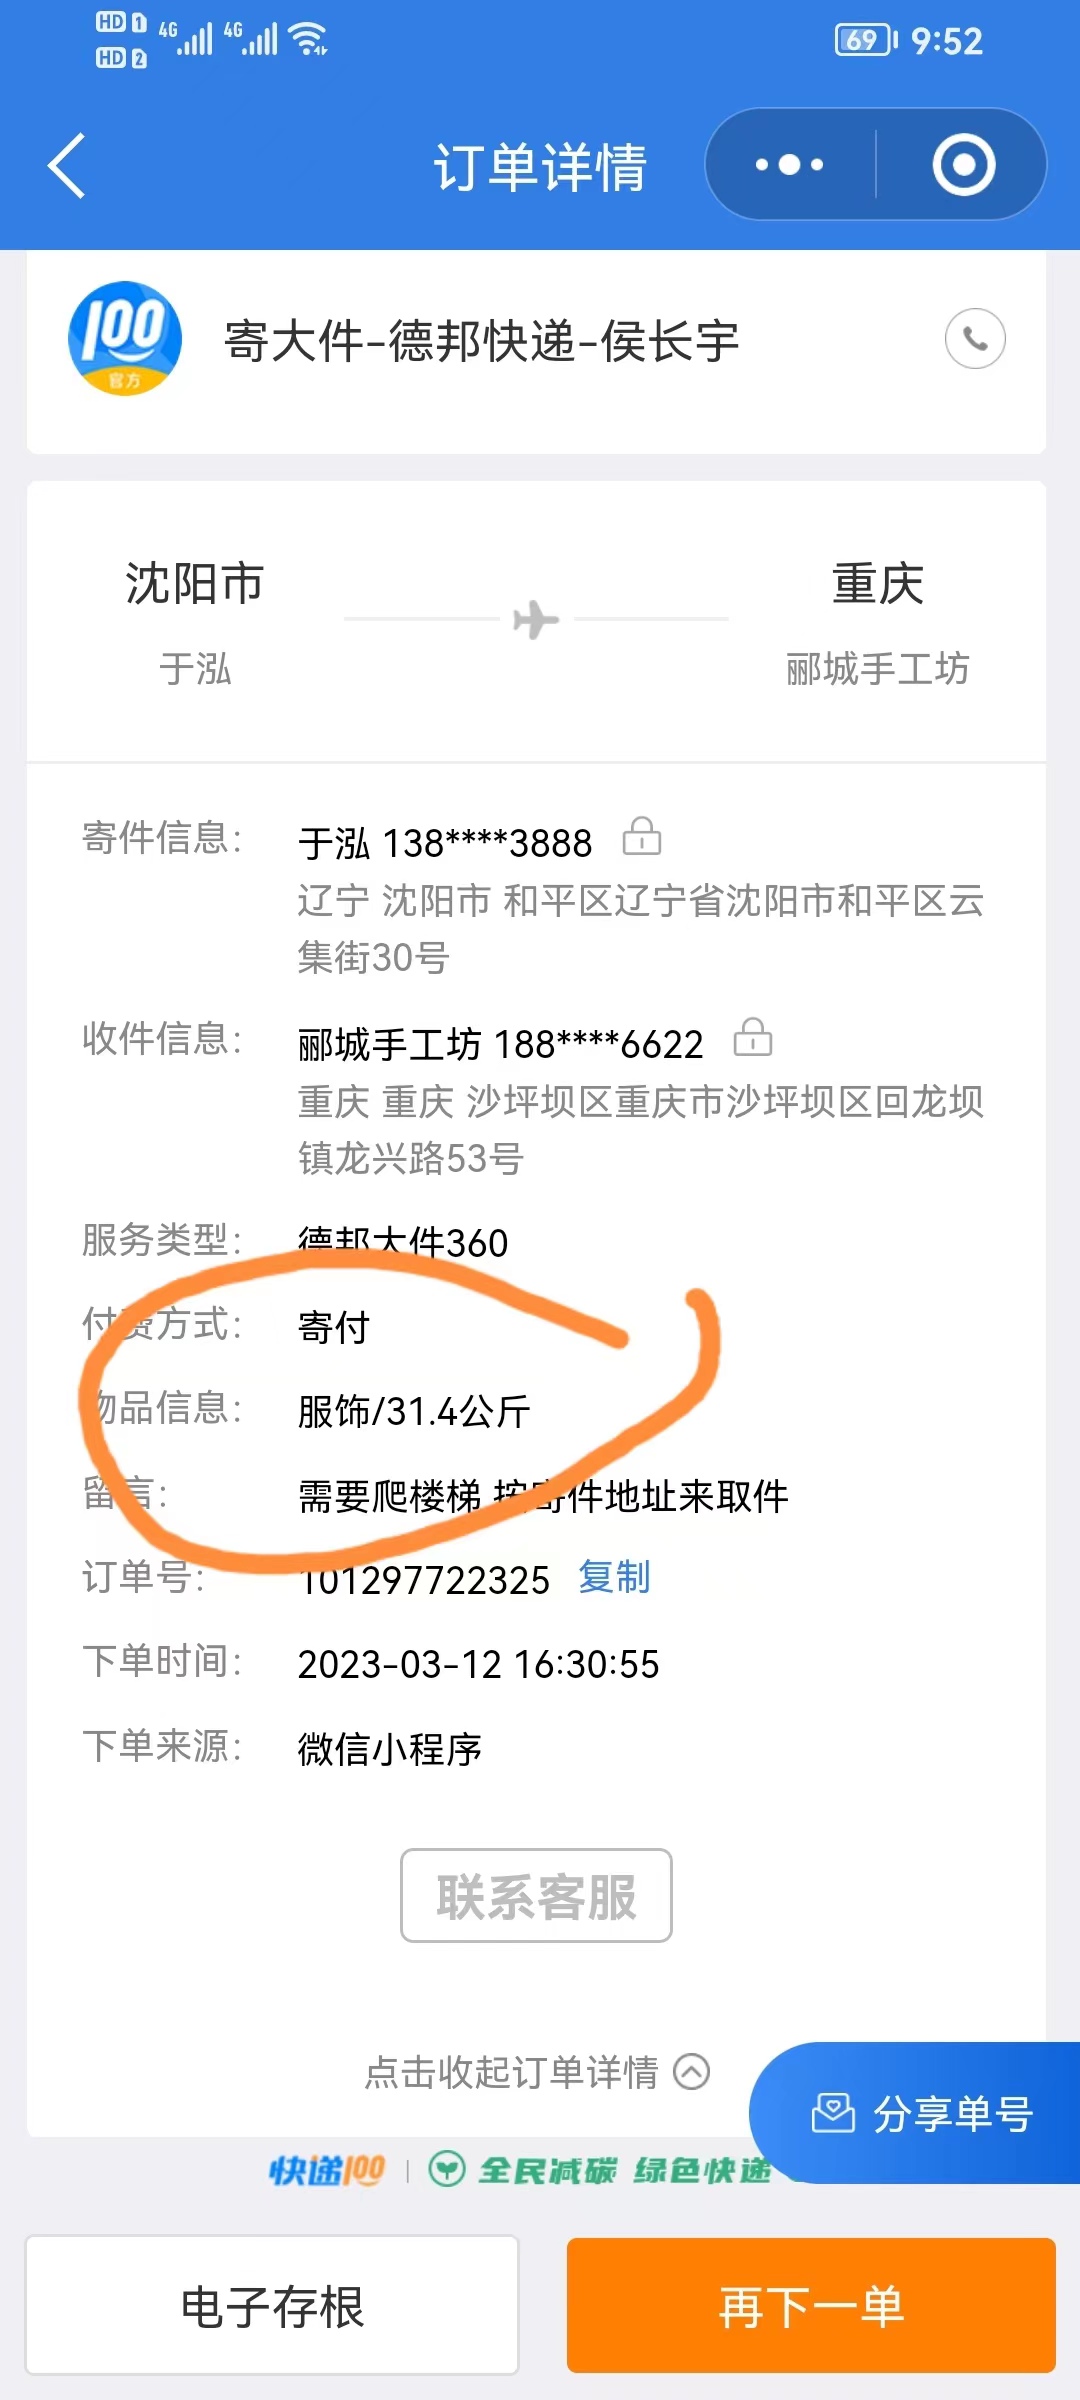 HD 1 4G 4G 69 9:52
HD 2
订单详情
100
官方
寄大件-德邦快递-侯长宇
沈阳市 重庆
于泓 郦城手工坊
寄件信息: 于泓 138****3888
辽宁 沈阳市 和平区辽宁省沈阳市和平区云
集街30号
收件信息: 郦城手工坊 188****6622
重庆 重庆 沙坪坝区重庆市沙坪坝区回龙坝
镇龙兴路53号
服务类型: 德邦大件360
付费方式: 寄付
物品信息: 服饰/31.4公斤
留言: 需要爬楼梯 按寄件地址来取件
订单号: 101297722325 复制
下单时间: 2023-03-12 16:30:55
下单来源: 微信小程序
联系客服
点击收起订单详情
分享单号
快递100 | 全民减碳 绿色快递
电子存根 再下一单